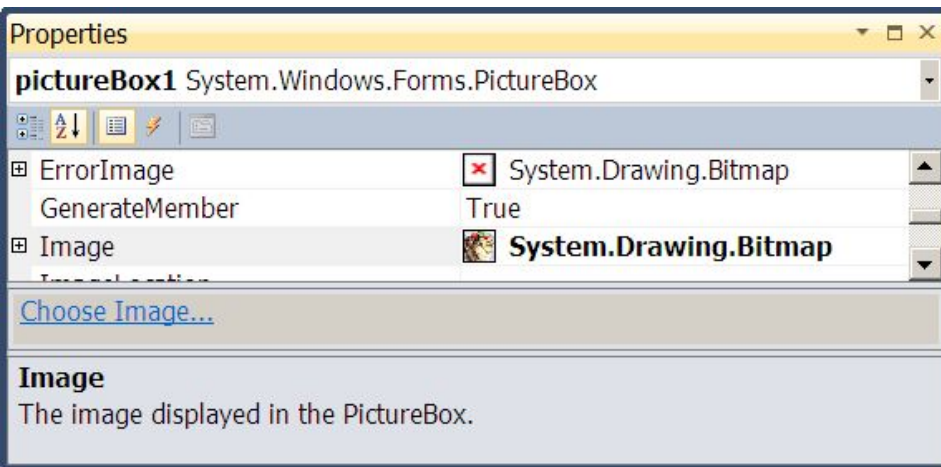 Properties
pictureBox1 System.Windows.Forms.PictureBox
ErrorImage System.Drawing.Bitmap
GenerateMember True
Image System.Drawing.Bitmap
Choose Image...
Image
The image displayed in the PictureBox.